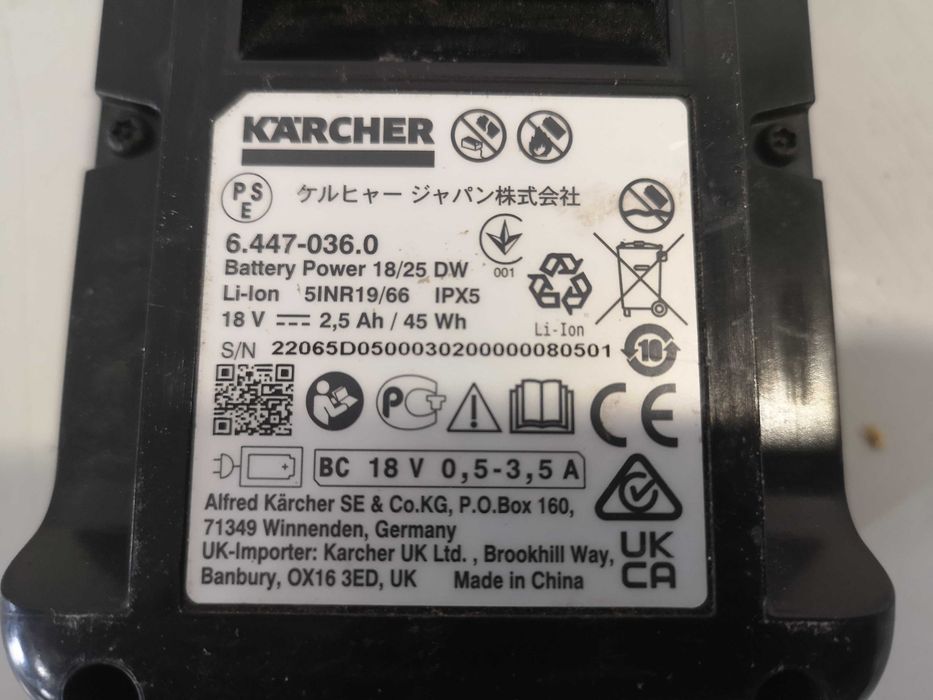 KÄRCHER
PSE
ケルヒャー ジャパン株式会社
6.447-036.0
001
Battery Power 18/25 DW
Li-Ion 5INR19/66 IPX5
18 V 2,5 Ah / 45 Wh
Li-Ion
S/N 22065D0500030200000080501
10
PCT
CE
BC 18 V 0,5-3,5 A
Alfred Kärcher SE & Co.KG, P.O.Box 160,
71349 Winnenden, Germany
UK-Importer: Karcher UK Ltd. , Brookhill Way,
Banbury, OX16 3ED, UK Made in China
UK
CA